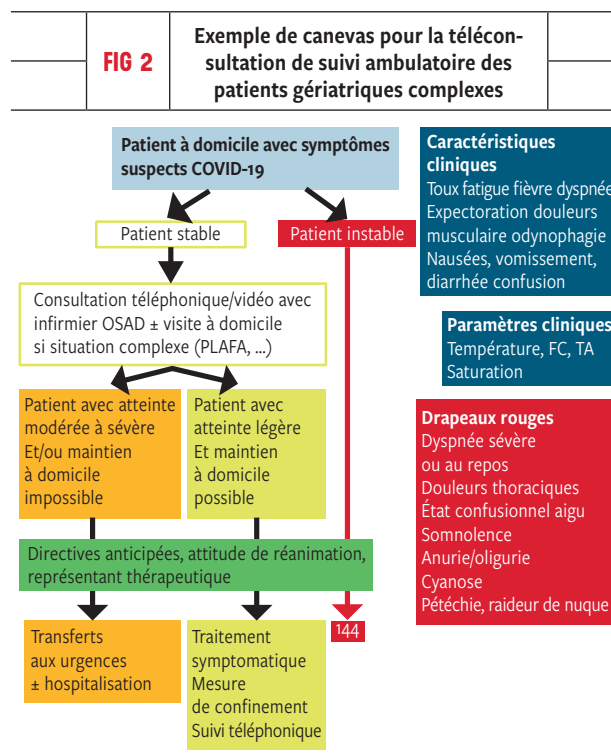 FIG 2
Exemple de canevas pour la télécon-
sultation de suivi ambulatoire des
patients gériatriques complexes
Patient à domicile avec symptômes
suspects COVID-19
Patient stable
Patient instable
Consultation téléphonique/vidéo avec
infirmier OSAD ± visite à domicile
si situation complexe (PLAFA, ...)
Patient avec atteinte
modérée à sévère
Et/ou maintien
à domicile
impossible
Patient avec
atteinte légère
Et maintien
à domicile
possible
Directives anticipées, attitude de réanimation,
représentant thérapeutique
Transferts
aux urgences
± hospitalisation
Traitement
symptomatique
Mesure
de confinement
Suivi téléphonique
144
Caractéristiques
cliniques
Toux fatigue fièvre dyspnée
Expectoration douleurs
musculaire odynophagie
Nausées, vomissement,
diarrhée confusion
Paramètres cliniques
Température, FC, TA
Saturation
Drapeaux rouges
Dyspnée sévère
ou au repos
Douleurs thoraciques
État confusionnel aigu
Somnolence
Anurie/oligurie
Cyanose
Pétéchie, raideur de nuque